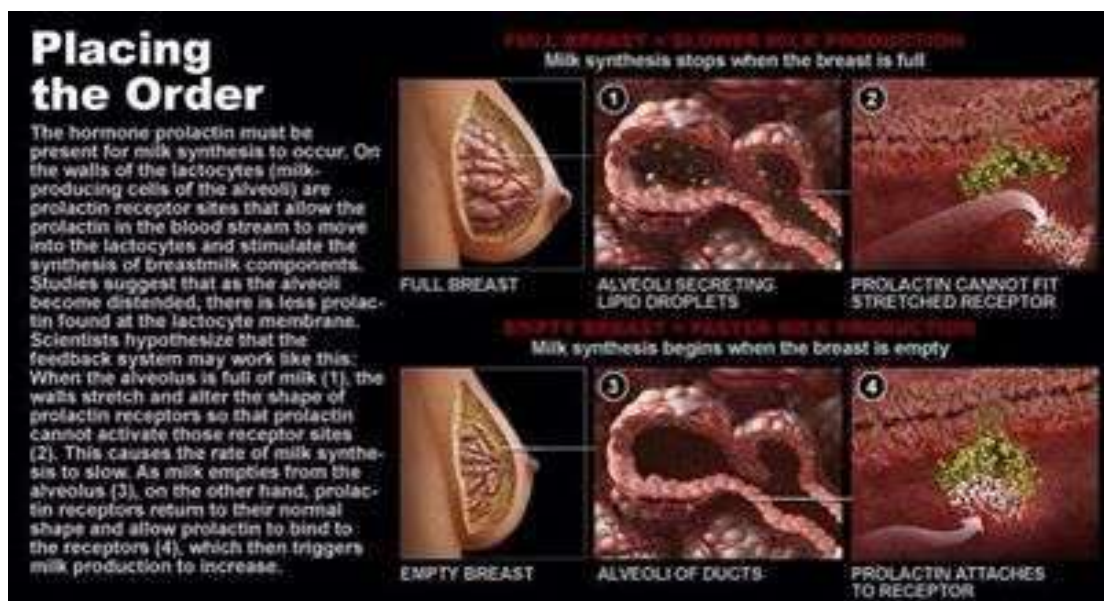 Placing
the Order
The hormone prolactin must be
present for milk synthesis to occur. On
the walls of the lactocytes (milk-
producing cells of the alveoli) are
prolactin receptor sites that allow the
prolactin in the blood stream to move
into the lactocytes and stimulate the
synthesis of breastmilk components.
Studies suggest that as the alveoli
become distended, there is less prolac-
tin found at the lactocyte membrane.
Scientists hypothesize that the
feedback system may work like this:
When the alveolus is full of milk (1), the
walls stretch and alter the shape of
prolactin receptors so that prolactin
cannot activate those receptor sites
(2). This causes the rate of milk synthe-
sis to slow. As milk empties from the
alveolus (3), on the other hand, prolac-
tin receptors return to their normal
shape and allow prolactin to bind to
the receptors (4), which then triggers
milk production to increase.
FULL BREAST = SLOWER MILK PRODUCTION
Milk synthesis stops when the breast is full
1
2
FULL BREAST
ALVEOLI SECRETING
LIPID DROPLETS
PROLACTIN CANNOT FIT
STRETCHED RECEPTOR
EMPTY BREAST = FASTER MILK PRODUCTION
Milk synthesis begins when the breast is empty
3
4
EMPTY BREAST
ALVEOLI OF DUCTS
PROLACTIN ATTACHES
TO RECEPTOR